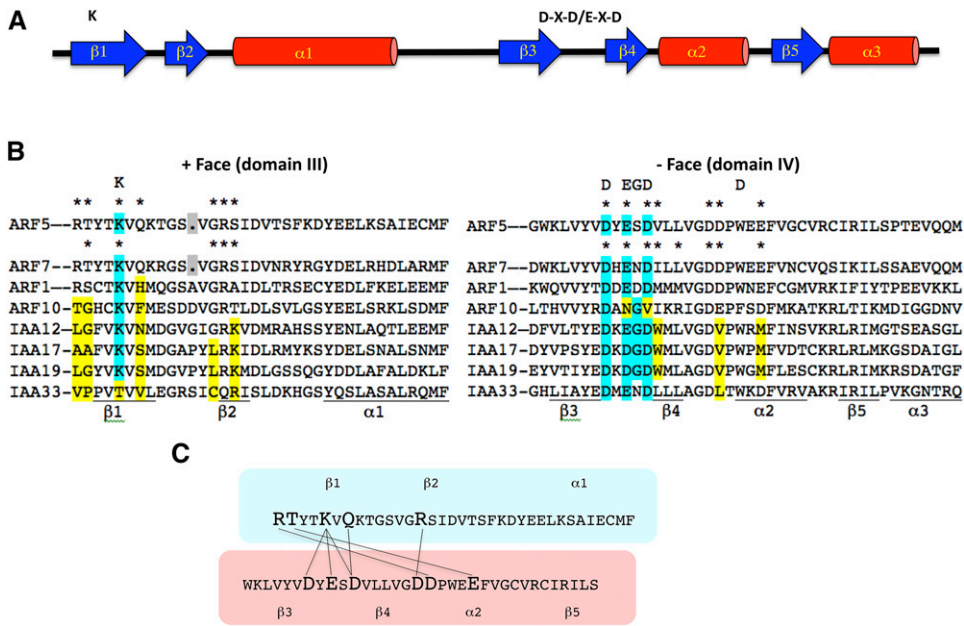 A
K
D-X-D/E-X-D
β1 β2 α1 β3 β4 α2 β5 α3
B
+ Face (domain III)
- Face (domain IV)
K
D EGD D
** * * ***
* * ** ** *
ARF5—-RTYTKVQKTGS.VGRSIDVTSFKDYEELKSAIECMF
ARF5—-GWKLVYVDYESDVLLVGDDPWEEFVGCVRCIRILSPTEVQQM
* * ***
* * ** * ** *
ARF7—-RTYTKVQKRGS.VGRSIDVNRYRGYDELRHDLARMF
ARF7—-DWKLVYVDHENDILLVGDDPWEEFVNCVQSIKILSSAEVQQM
ARF1—-RSCTKVHMQGSAVGRAIDLTRSECYEDLFKKLEEMF
ARF1—-KWQVVYTDDEDDMMMVGDDPWNEFCGMVRKIFIYTPEEVKKL
ARF10-TGHCKVFMESDDVGRTLDLSVLGSYEELSRKLSDMF
ARF10-LTHVVYRDANGVIKRIGDEPFSDFMKATKRLTIKMDIGGDNV
IAA12-LGFVKVNMDGVGIGRKVDMRAHSSYENLAQTLEEMF
IAA12-DFVLTYEDKEGDWMLVGDVPWRMFINSVKRLRIMGTSEASGL
IAA17-AAFVKVSMDGAPYLRKIDLRMYKSYDELSNALSNMF
IAA17-DYVPSYEDKDGDWMLVGDVPWPMFVDTCKRLRLMKGSDAIGL
IAA19-LGYVKVSMDGVPYLRKIDLGSSQGYDDLAFALDKLF
IAA19-ECVAIYEDKDGDWMLAGDVPWGMFLESCKRLRIMKRSDATGF
IAA33-VPPVTVVLEGRSICQRISLDKHGSYQSLASALRQMF
IAA33-GHLIAYEDMENDLLLAGDLTWKDFVRVAKRIRILPVKGNTRQ
β1 β2 α1
β3 β4 α2 β5 α3
C
β1 β2 α1
RTYTKVQKTGSVGRSIDVTSFKDYEELKSAIECMF
WKLVYVDYESDVLLVGDDPWEEFVGCVRCIRILS
β3 β4 α2 β5